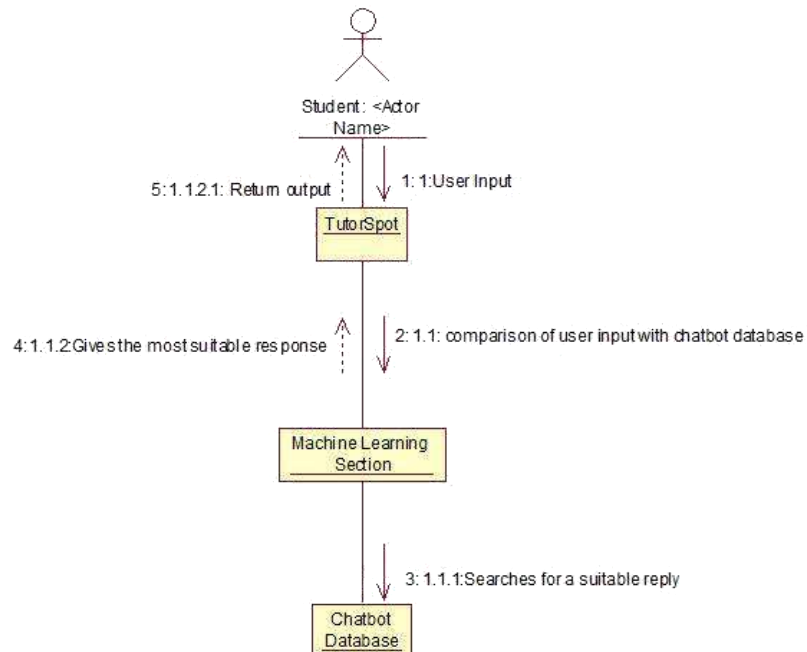 Student: <Actor
Name>
5:1.1.2.1: Return output
1:1:User Input
TutorSpot
4:1.1.2:Gives the most suitable response
2:1.1: comparison of user input with chatbot database
Machine Learning
Section
3:1.1.1:Searches for a suitable reply
Chatbot
Database